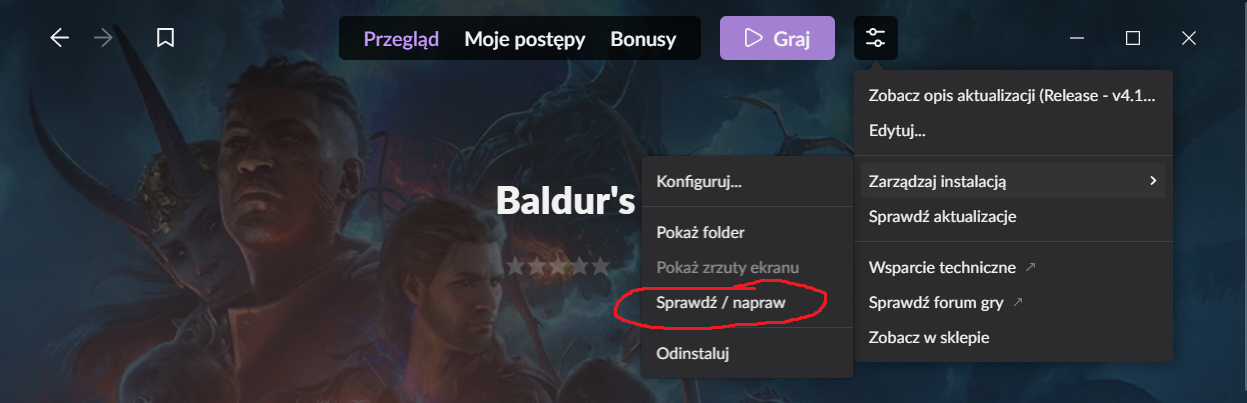 Przegląd Moje postępy Bonusy Graj
Zobacz opis aktualizacji (Release - v4.1...
Edytuj...
Zarządzaj instalacją
Sprawdź aktualizacje
Wsparcie techniczne
Sprawdź forum gry
Zobacz w sklepie
Konfiguruj...
Pokaż folder
Pokaż zrzuty ekranu
Sprawdź / napraw
Odinstaluj
Baldur's